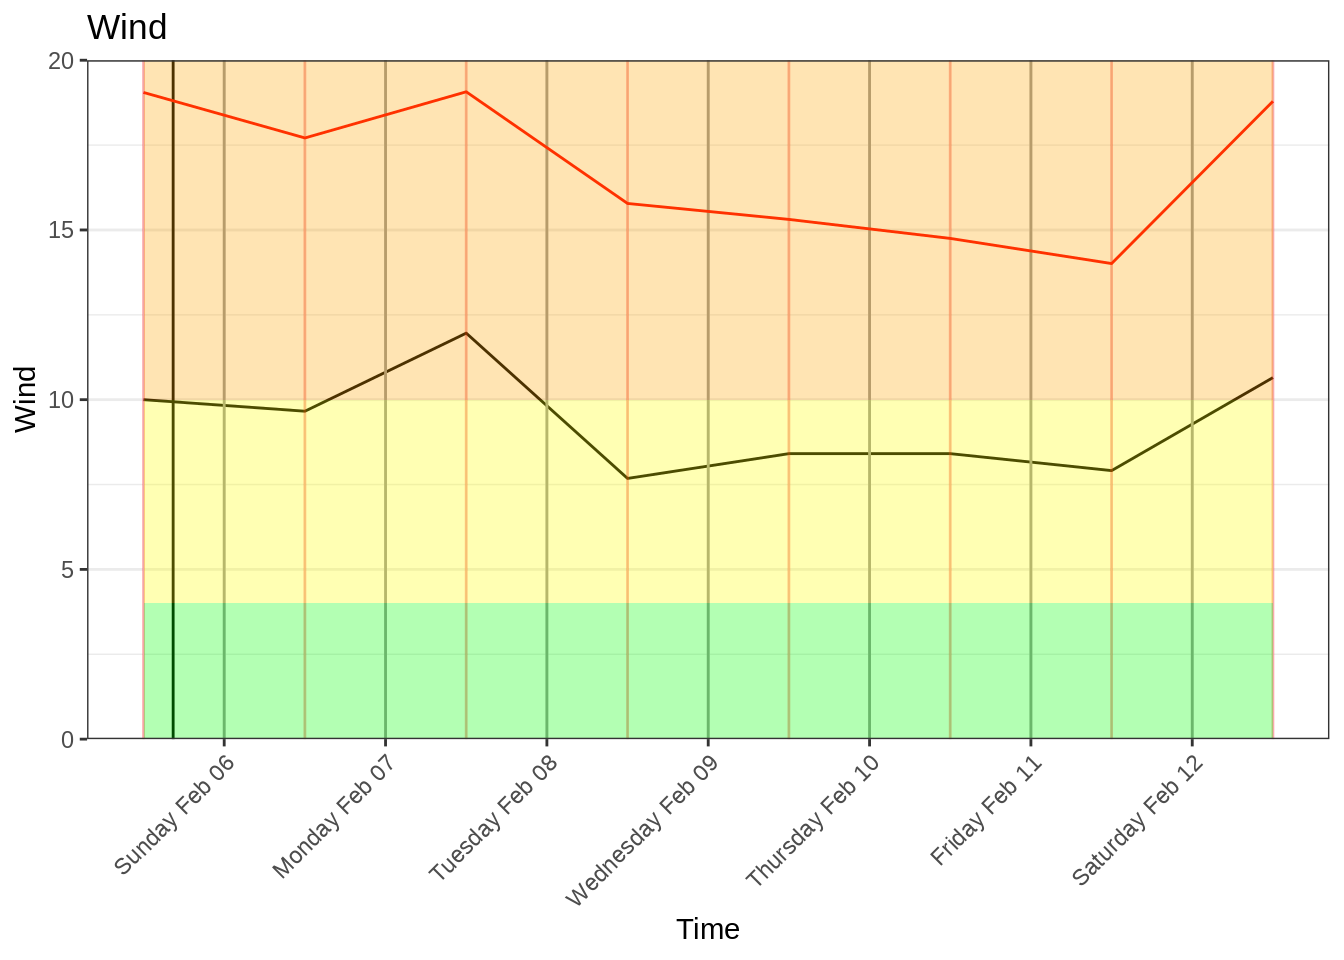 Wind
20
15
10
5
0
Wind
Sunday Feb 06
Monday Feb 07
Tuesday Feb 08
Wednesday Feb 09
Thursday Feb 10
Friday Feb 11
Saturday Feb 12
Time